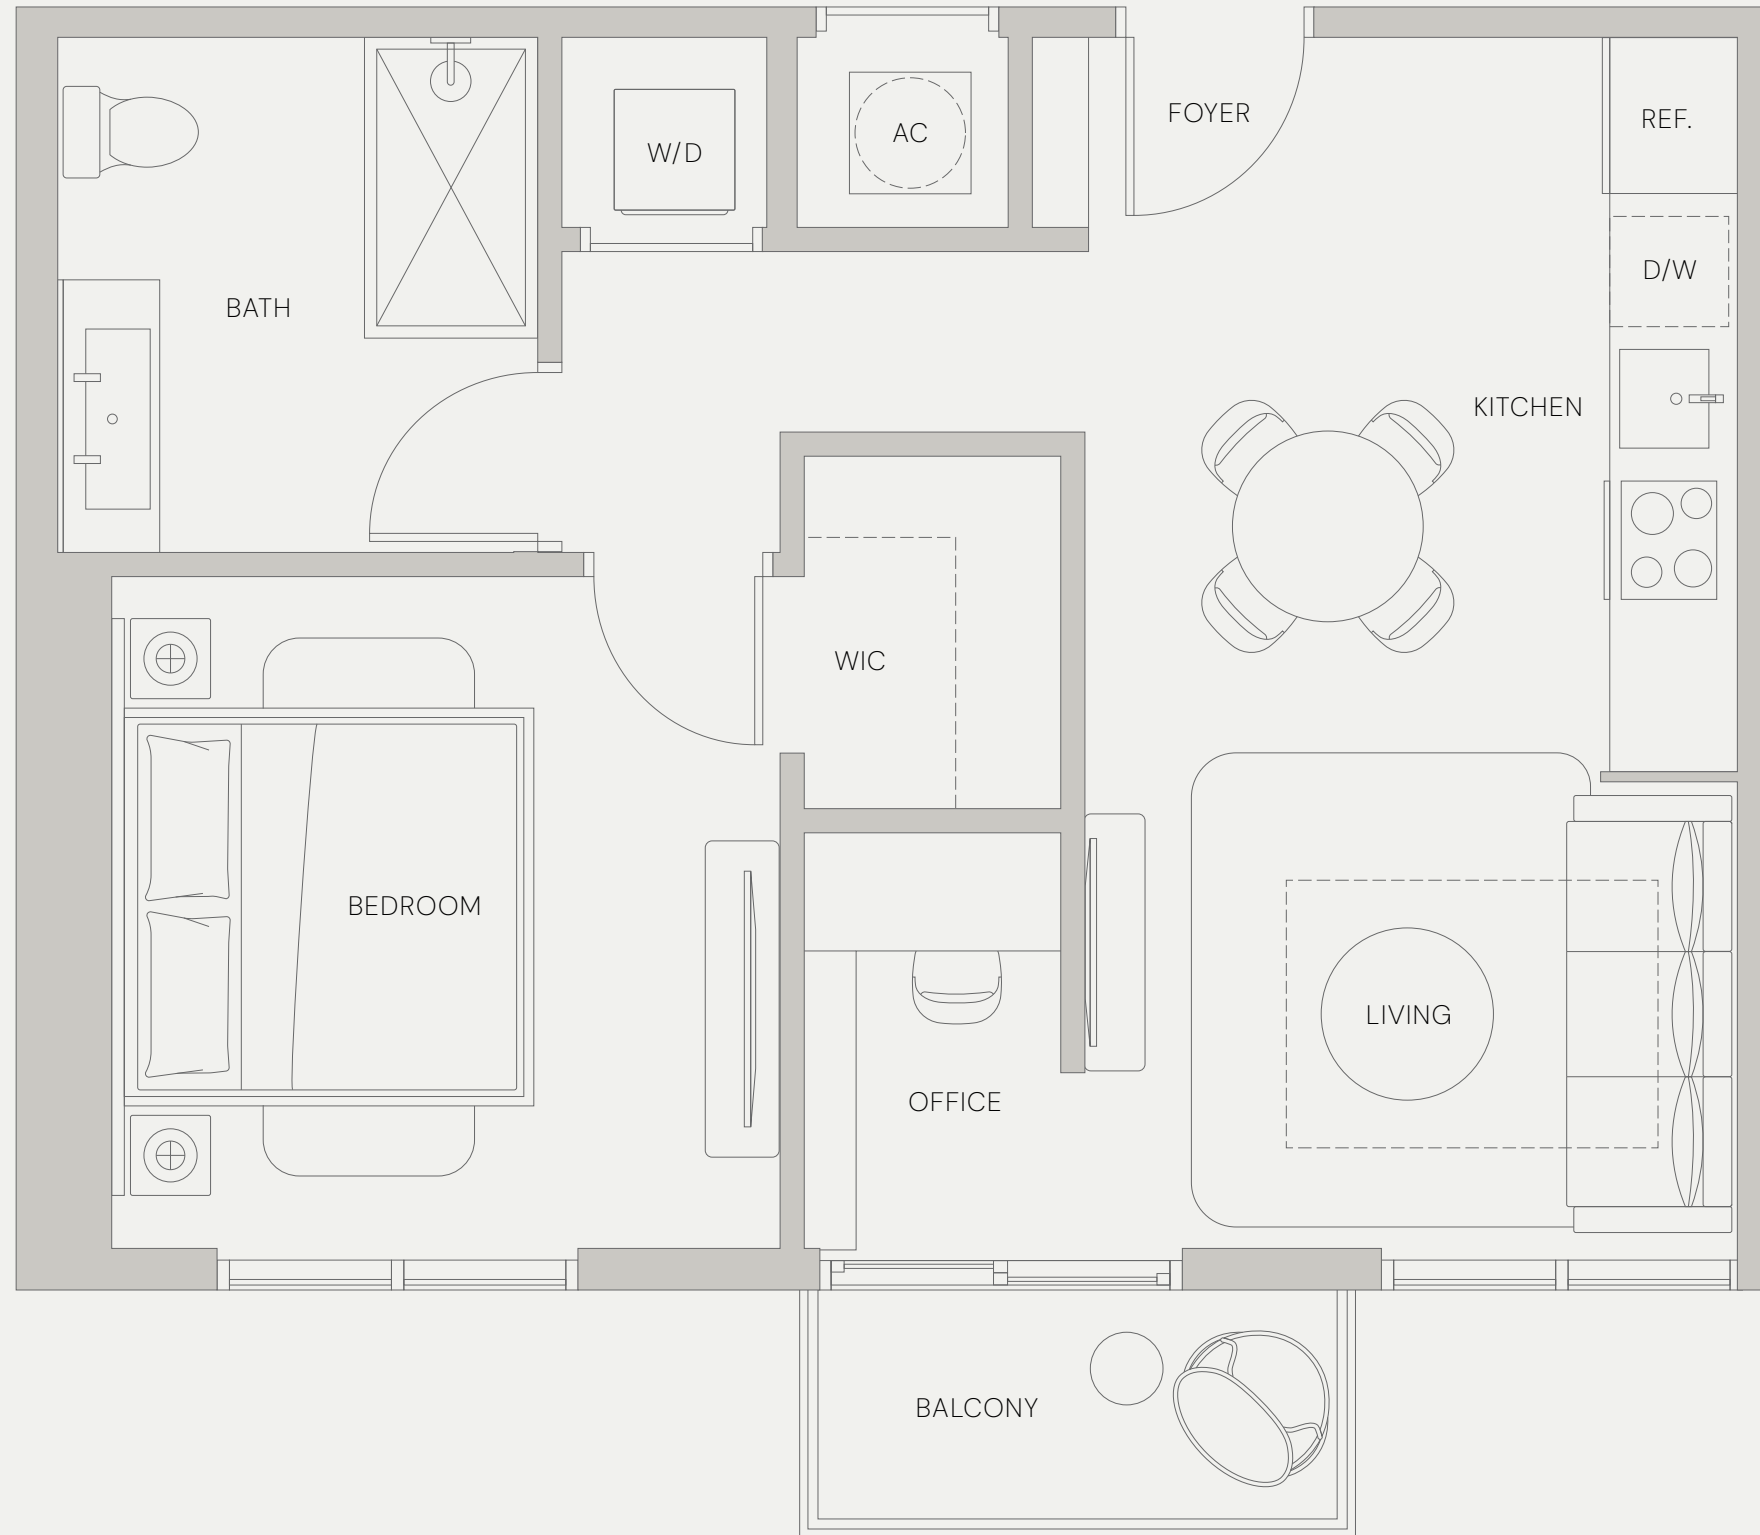 FOYER
REF.
AC
W/D
D/W
BATH
KITCHEN
WIC
BEDROOM
LIVING
OFFICE
BALCONY